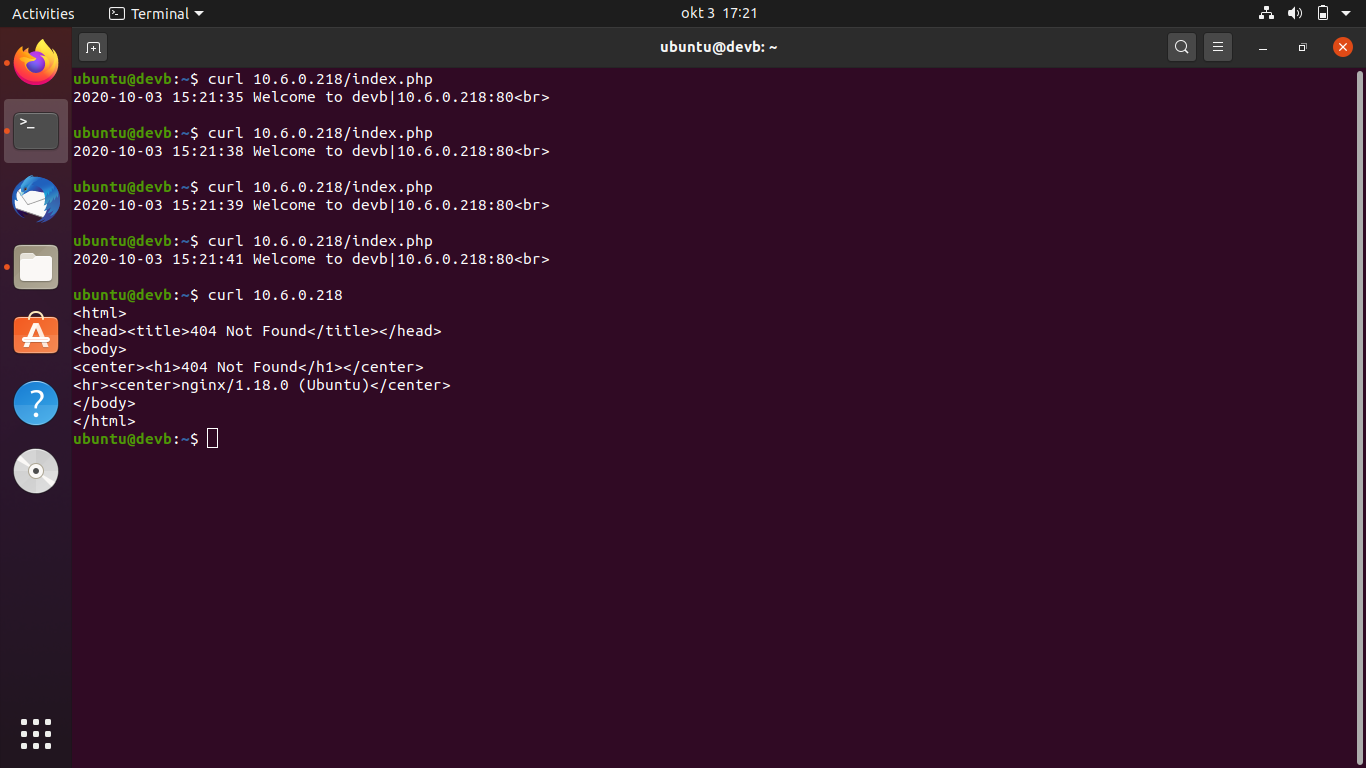 Activities
Terminal
okt 3 17:21
ubuntu@devb: ~
ubuntu@devb:~$ curl 10.6.0.218/index.php
2020-10-03 15:21:35 Welcome to devb|10.6.0.218:80<br>
ubuntu@devb:~$ curl 10.6.0.218/index.php
2020-10-03 15:21:38 Welcome to devb|10.6.0.218:80<br>
ubuntu@devb:~$ curl 10.6.0.218/index.php
2020-10-03 15:21:39 Welcome to devb|10.6.0.218:80<br>
ubuntu@devb:~$ curl 10.6.0.218/index.php
2020-10-03 15:21:41 Welcome to devb|10.6.0.218:80<br>
ubuntu@devb:~$ curl 10.6.0.218
<html>
<head><title>404 Not Found</title></head>
<body>
<center><h1>404 Not Found</h1></center>
<hr><center>nginx/1.18.0 (Ubuntu)</center>
</body>
</html>
ubuntu@devb:~$